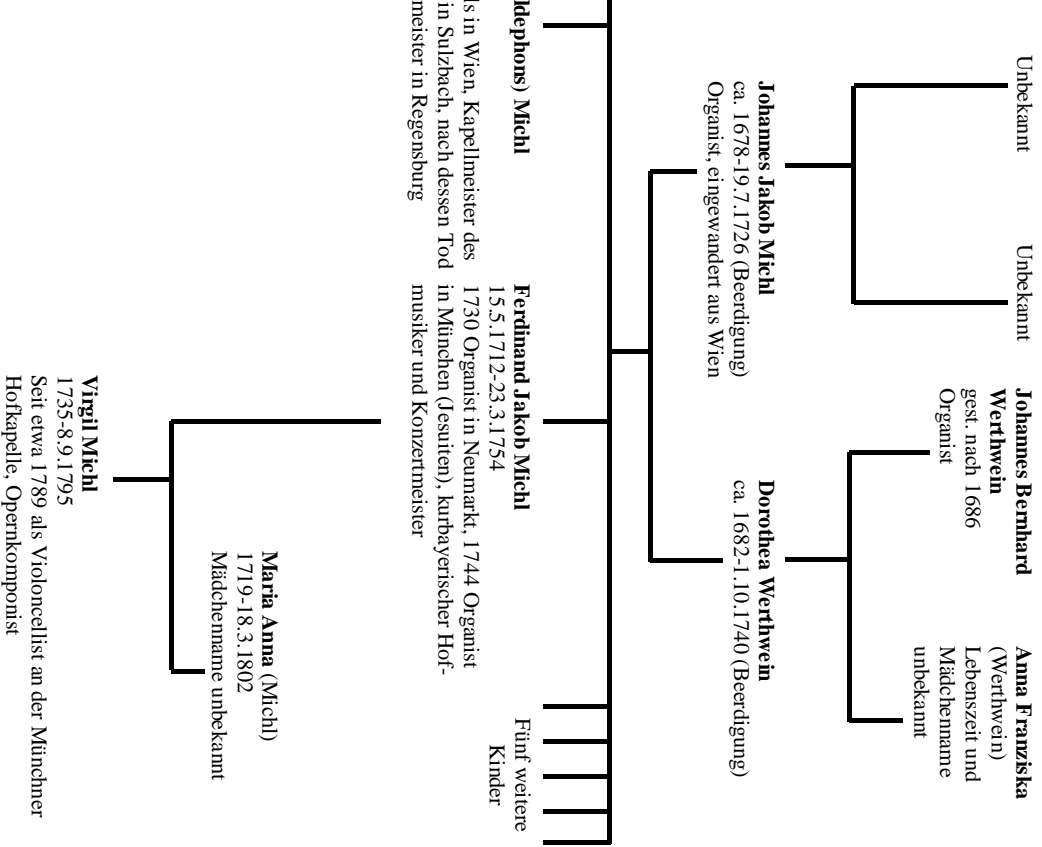 Unbekannt
Unbekannt
Johannes Bernhard
Werthwein
gest. nach 1686
Organist
Anna Franziska
(Werthwein)
Lebenszeit und
Mädchenname
unbekannt
Johannes Jakob Michl
ca. 1678-19.7.1726 (Beerdigung)
Organist, eingewandert aus Wien
Dorothea Werthwein
ca. 1682-1.10.1740 (Beerdigung)
ldephons) Michl
ls in Wien, Kapellmeister des
in Sulzbach, nach dessen Tod
meister in Regensburg
Ferdinand Jakob Michl
15.5.1712-23.3.1754
1730 Organist in Neumarkt, 1744 Organist
in München (Jesuiten), kurbayerischer Hof-
musiker und Konzertmeister
Fünf weitere
Kinder
Maria Anna (Michl)
1719-18.3.1802
Mädchenname unbekannt
Virgil Michl
1735-8.9.1795
Seit etwa 1789 als Violoncellist an der Münchner
Hofkapelle, Opernkomponist